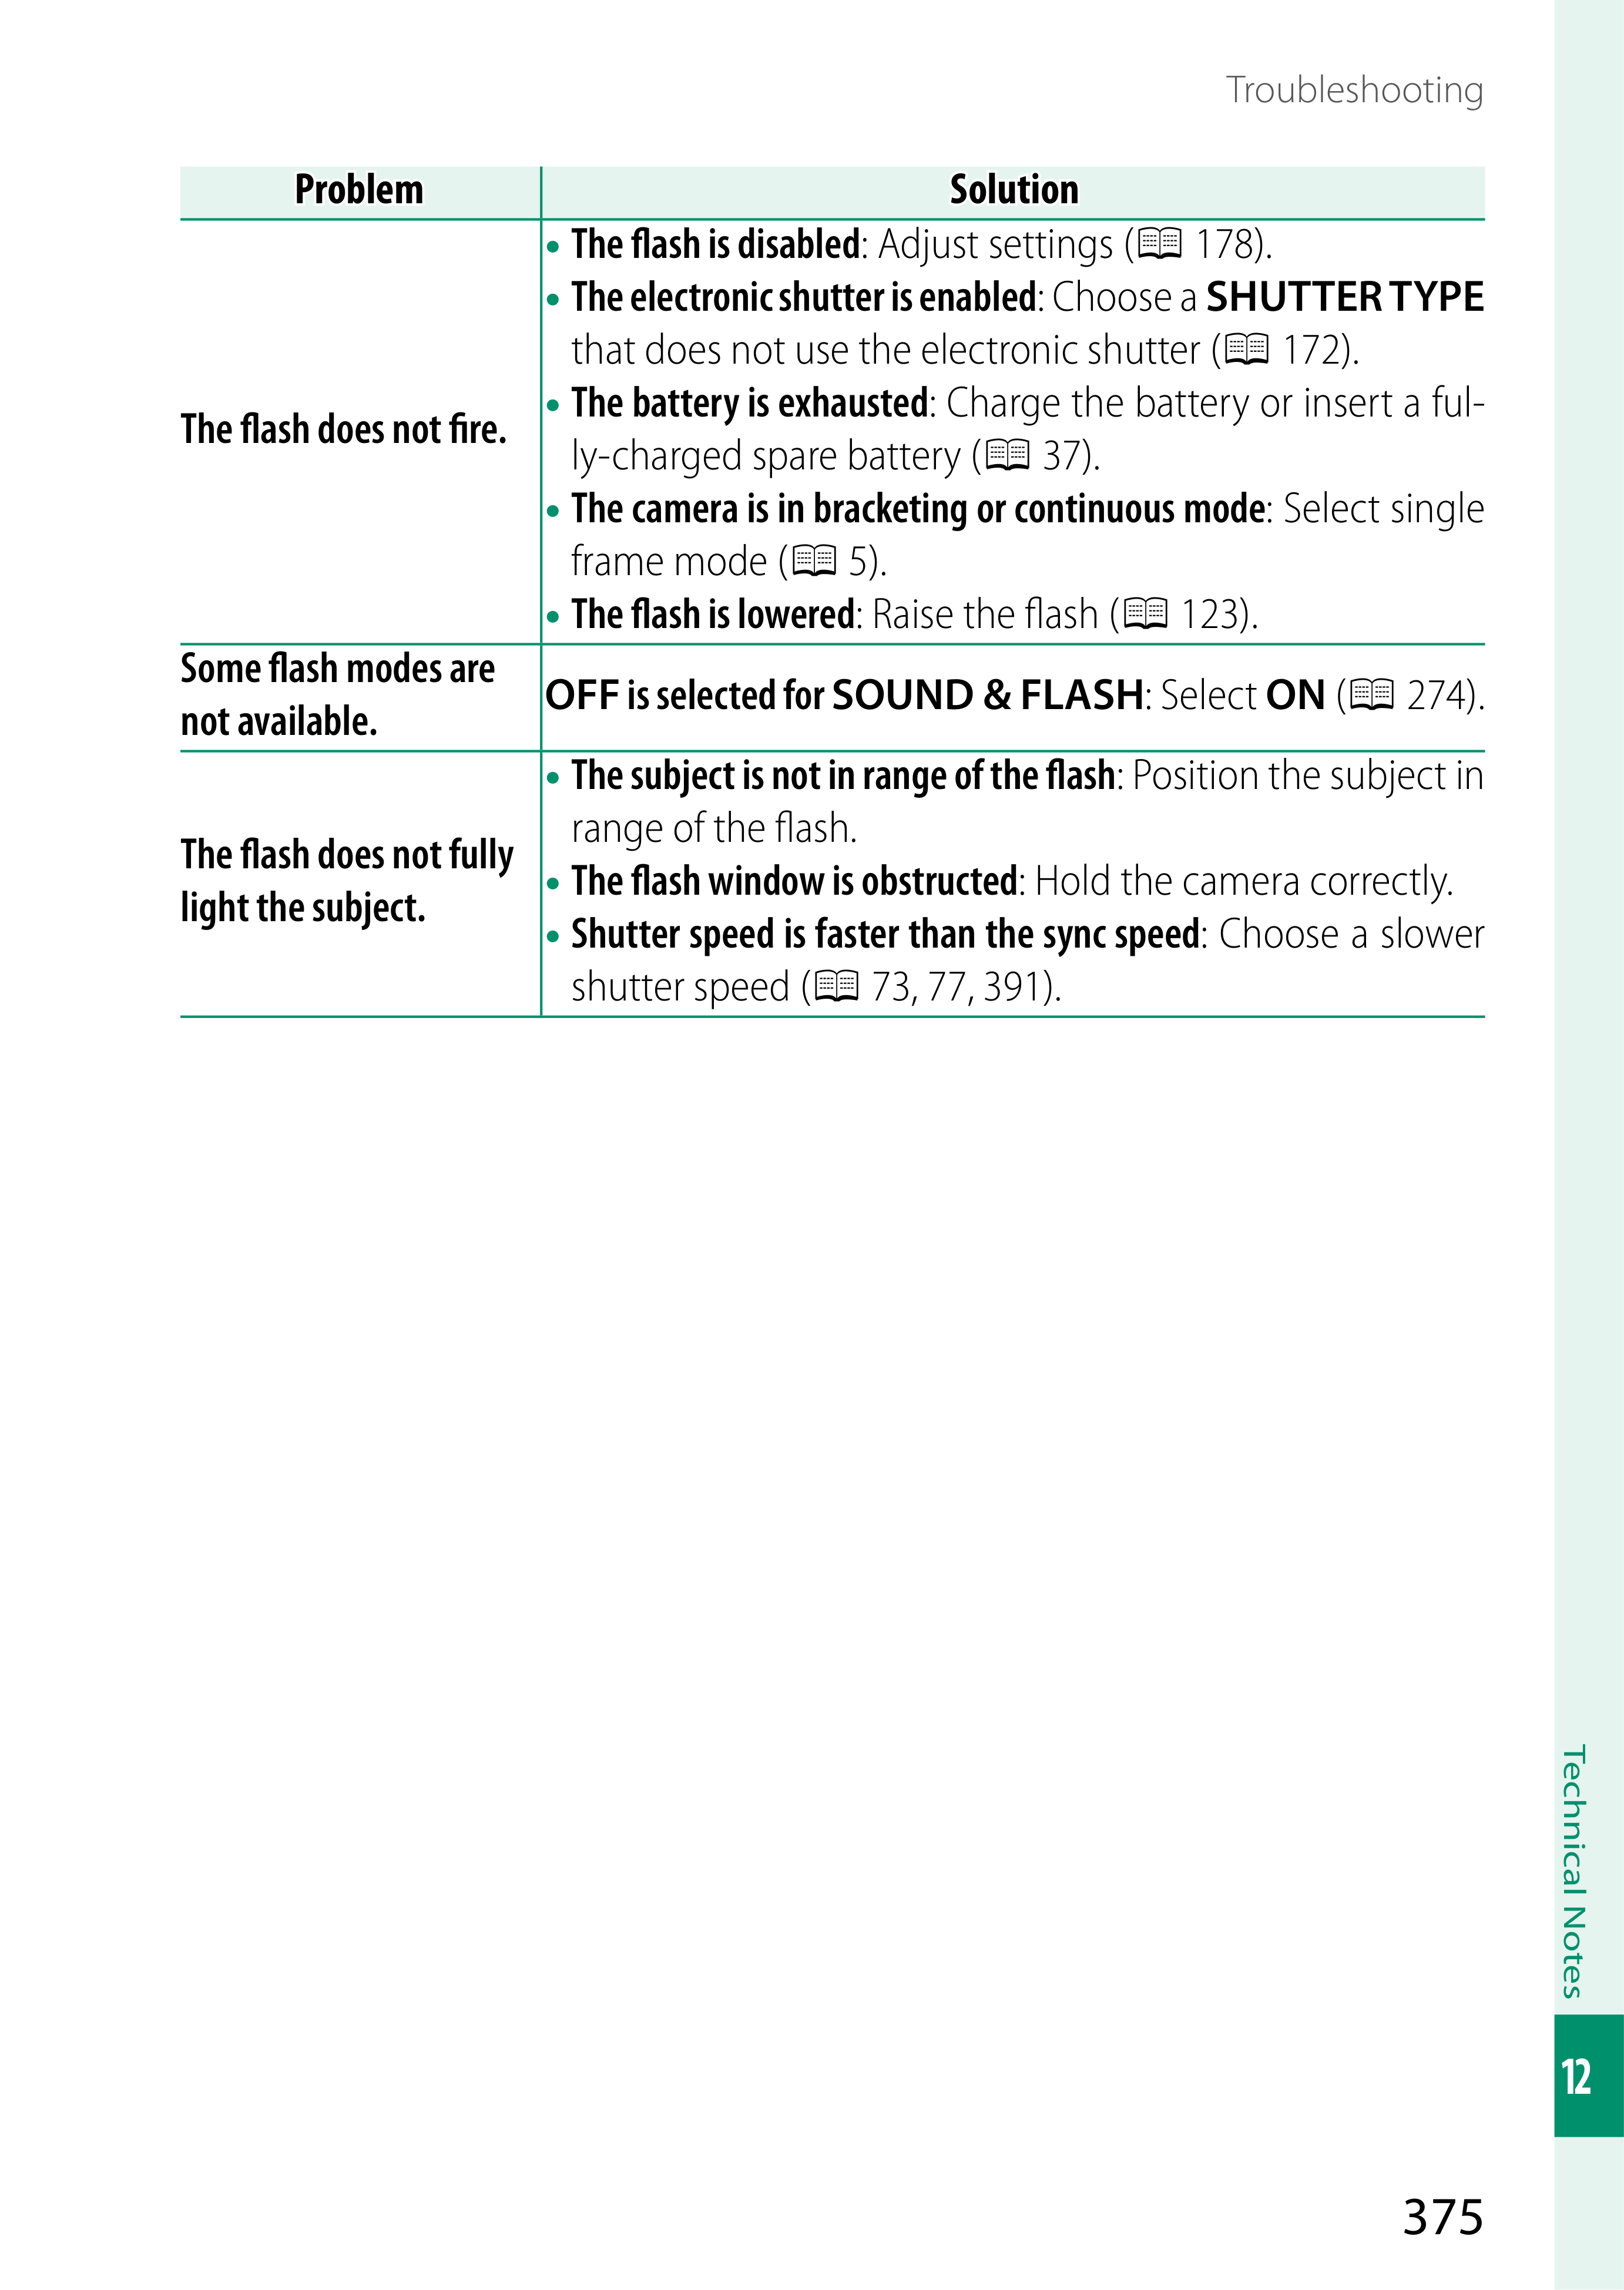 Troubleshooting
Problem
Solution
The flash does not fire.
• The flash is disabled: Adjust settings (📖 178).
• The electronic shutter is enabled: Choose a SHUTTER TYPE
that does not use the electronic shutter (📖 172).
• The battery is exhausted: Charge the battery or insert a ful-
ly-charged spare battery (📖 37).
• The camera is in bracketing or continuous mode: Select single
frame mode (📖 5).
• The flash is lowered: Raise the flash (📖 123).
Some flash modes are
not available.
OFF is selected for SOUND & FLASH: Select ON (📖 274).
The flash does not fully
light the subject.
• The subject is not in range of the flash: Position the subject in
range of the flash.
• The flash window is obstructed: Hold the camera correctly.
• Shutter speed is faster than the sync speed: Choose a slower
shutter speed (📖 73, 77, 391).
Technical Notes
12
375